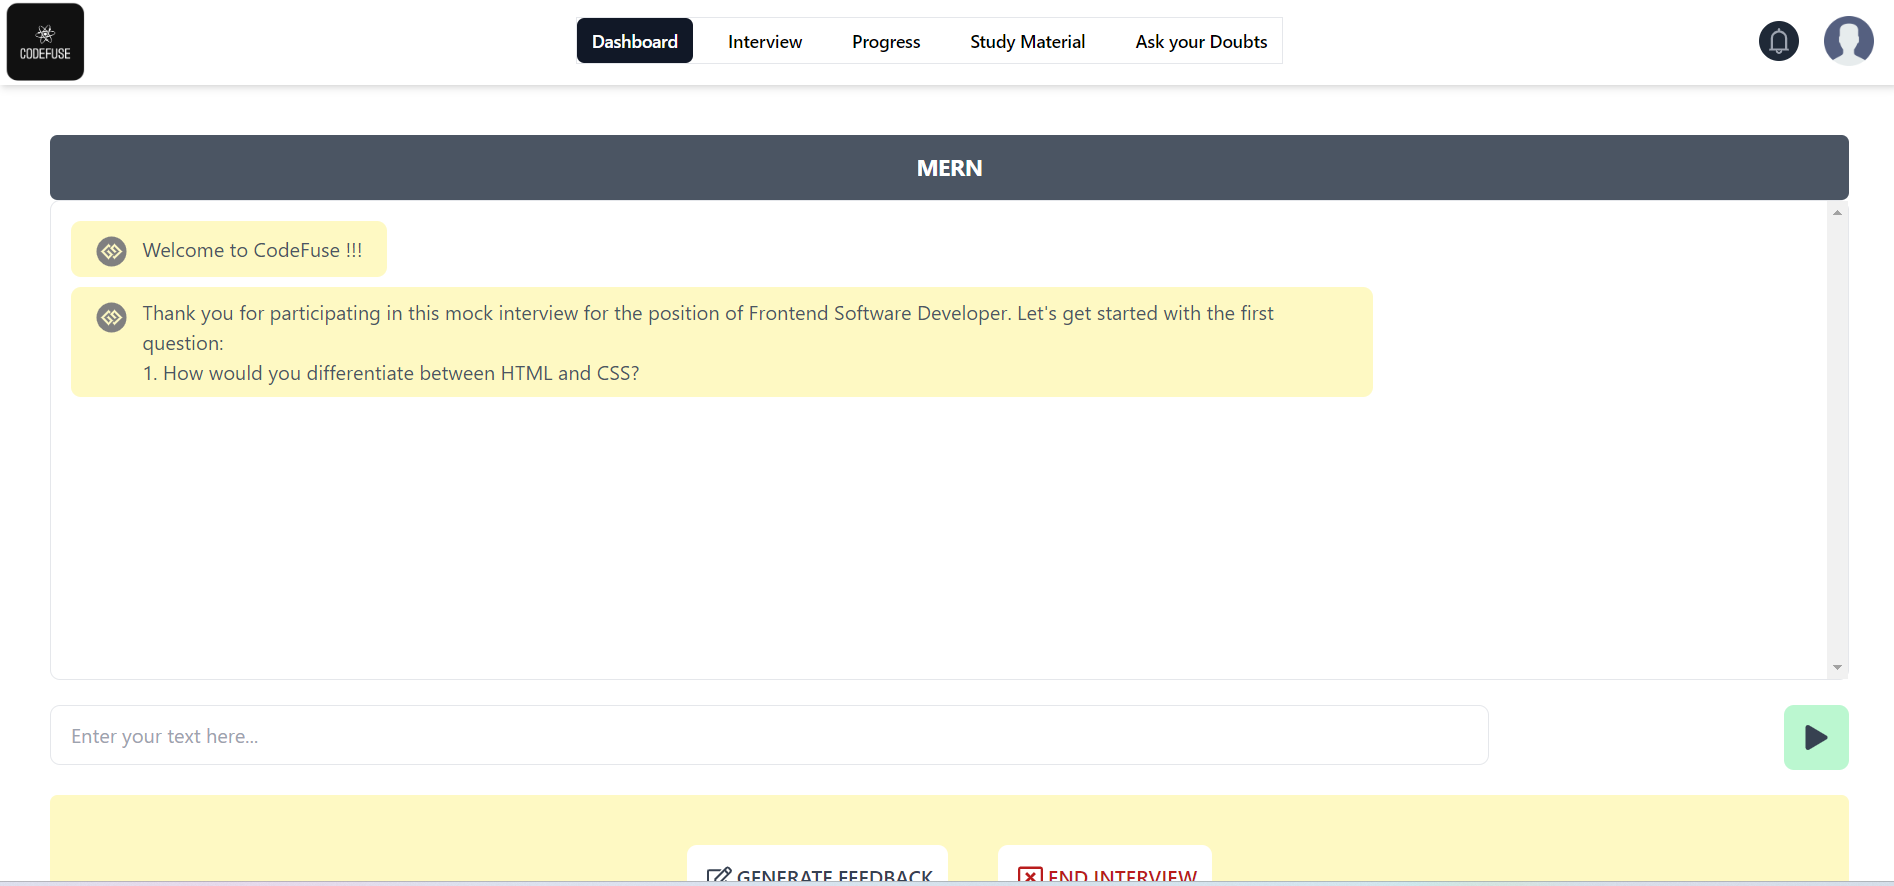 CODEFUSE
Dashboard
Interview
Progress
Study Material
Ask your Doubts
MERN
Welcome to CodeFuse !!!
Thank you for participating in this mock interview for the position of Frontend Software Developer. Let's get started with the first
question:
1. How would you differentiate between HTML and CSS?
Enter your text here...
GENERATE FEEDBACK
END INTERVIEW